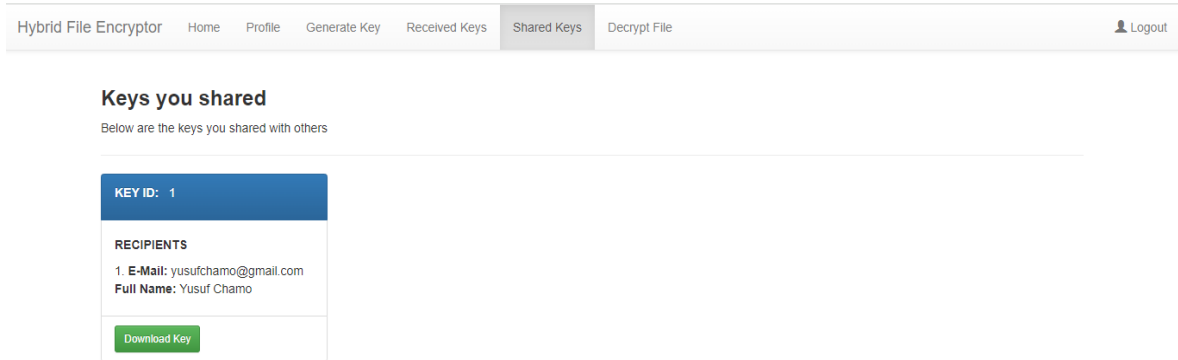 Hybrid File Encryptor Home Profile Generate Key Received Keys Shared Keys Decrypt File Logout
Keys you shared
Below are the keys you shared with others
KEY ID: 1
RECIPIENTS
1. E-Mail: yusufchamo@gmail.com
Full Name: Yusuf Chamo
Download Key